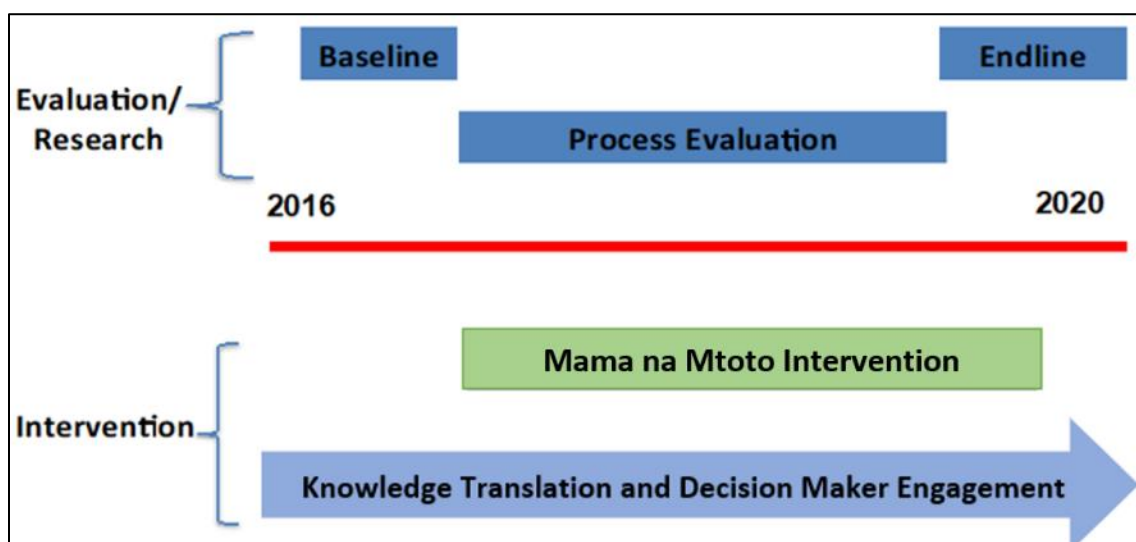 Baseline
Endline
Evaluation/
Research
Process Evaluation
2016
2020
Mama na Mtoto Intervention
Intervention
Knowledge Translation and Decision Maker Engagement